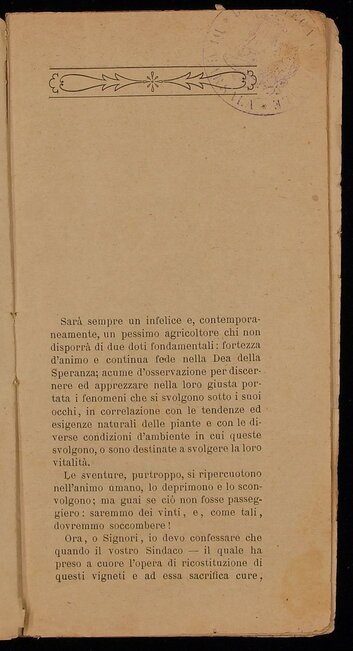 Sarà sempre un infelice e, contempora-
neamente, un pessimo agricoltore chi non
disporrà di due doti fondamentali: fortezza
d'animo e continua fede nella Dea della
Speranza; acume d'osservazione per discer-
nere ed apprezzare nella loro giusta por-
tata i fenomeni che si svolgono sotto i suoi
occhi, in correlazione con le tendenze ed
esigenze naturali delle piante e con le di-
verse condizioni d'ambiente in cui queste
svolgono, o sono destinate a svolgere la loro
vitalità.
Le sventure, purtroppo, si ripercuotono
nell'animo umano, lo deprimono e lo scon-
volgono; ma guai se ciò non fosse passeg-
giero: saremmo dei vinti, e, come tali,
dovremmo soccombere!
Ora, o Signori, io devo confessare che
quando il vostro Sindaco — il quale ha
preso a cuore l'opera di ricostituzione di
questi vigneti e ad essa sacrifica cure,